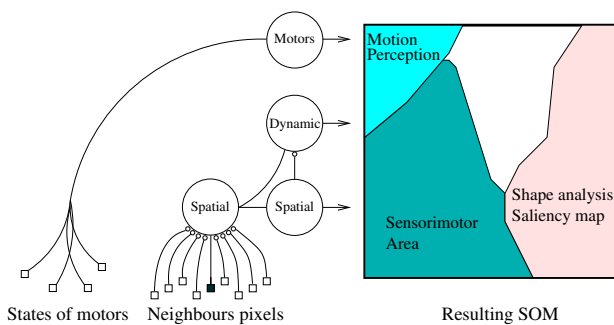 Motors
Dynamic
Spatial
Spatial
States of motors
Neighbours pixels
Motion
Perception
Sensorimotor
Area
Shape analysis
Saliency map
Resulting SOM